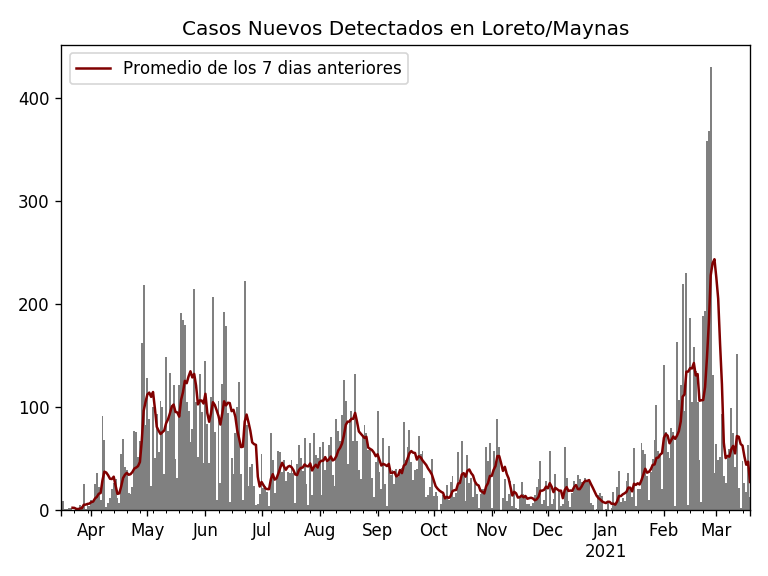 Casos Nuevos Detectados en Loreto/Maynas
Promedio de los 7 dias anteriores
400
300
200
100
0
Apr May Jun Jul Aug Sep Oct Nov Dec Jan Feb Mar
2021